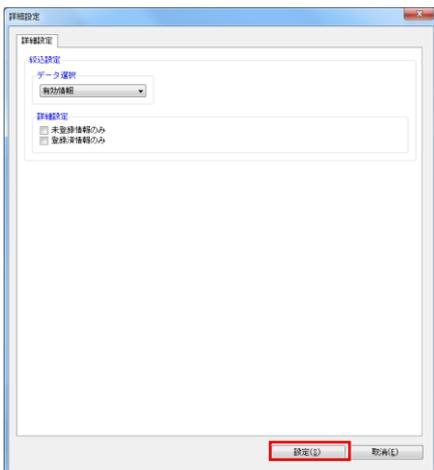 詳細設定
詳細設定
絞込設定
データ選択
有効情報
詳細設定
未登録情報のみ
登録済情報のみ
設定(S)
取消(E)